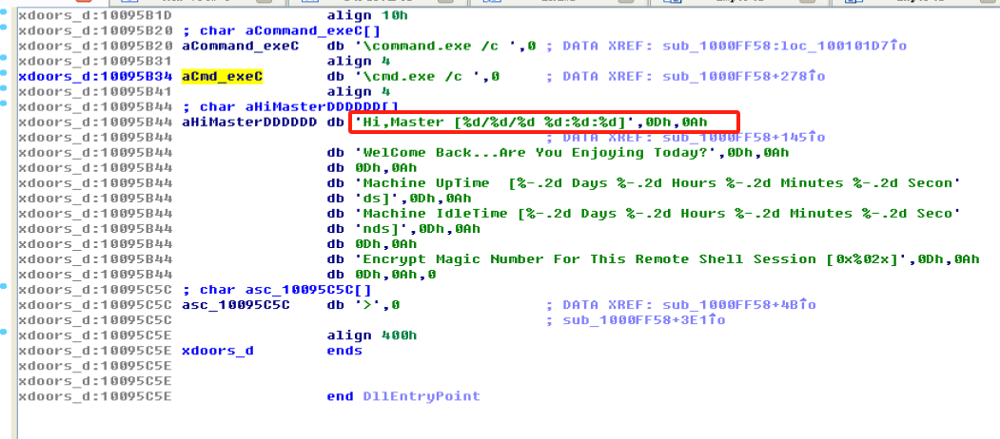 xdoors_d:10095B1D align 10h
xdoors_d:10095B20 ; char aCommand_exeC[]
xdoors_d:10095B20 aCommand_exeC db '\command.exe /c ',0 ; DATA XREF: sub_1000FF58:loc_100101D7↑o
xdoors_d:10095B31 align 4
xdoors_d:10095B34 aCmd_exeC db '\cmd.exe /c ',0 ; DATA XREF: sub_1000FF58+278↑o
xdoors_d:10095B41 align 4
xdoors_d:10095B44 ; char aHiMasterDDDDDD[]
xdoors_d:10095B44 aHiMasterDDDDDD db 'Hi,Master [%d/%d/%d %d:%d:%d]',0Dh,0Ah
xdoors_d:10095B44 ; DATA XREF: sub_1000FF58+145↑o
xdoors_d:10095B44 db 'WelCome Back...Are You Enjoying Today?',0Dh,0Ah
xdoors_d:10095B44 db 0Dh,0Ah
xdoors_d:10095B44 db 'Machine UpTime  [%-.2d Days %-.2d Hours %-.2d Minutes %-.2d Secon'
xdoors_d:10095B44 db 'ds]',0Dh,0Ah
xdoors_d:10095B44 db 'Machine IdleTime [%-.2d Days %-.2d Hours %-.2d Minutes %-.2d Seco'
xdoors_d:10095B44 db 'nds]',0Dh,0Ah
xdoors_d:10095B44 db 0Dh,0Ah
xdoors_d:10095B44 db 'Encrypt Magic Number For This Remote Shell Session [0x%02x]',0Dh,0Ah
xdoors_d:10095B44 db 0Dh,0Ah,0
xdoors_d:10095C5C ; char asc_10095C5C[]
xdoors_d:10095C5C asc_10095C5C db '>',0 ; DATA XREF: sub_1000FF58+4B↑o
xdoors_d:10095C5C ; sub_1000FF58+3E1↑o
xdoors_d:10095C5E align 400h
xdoors_d:10095C5E xdoors_d ends
xdoors_d:10095C5E
xdoors_d:10095C5E
xdoors_d:10095C5E end DllEntryPoint